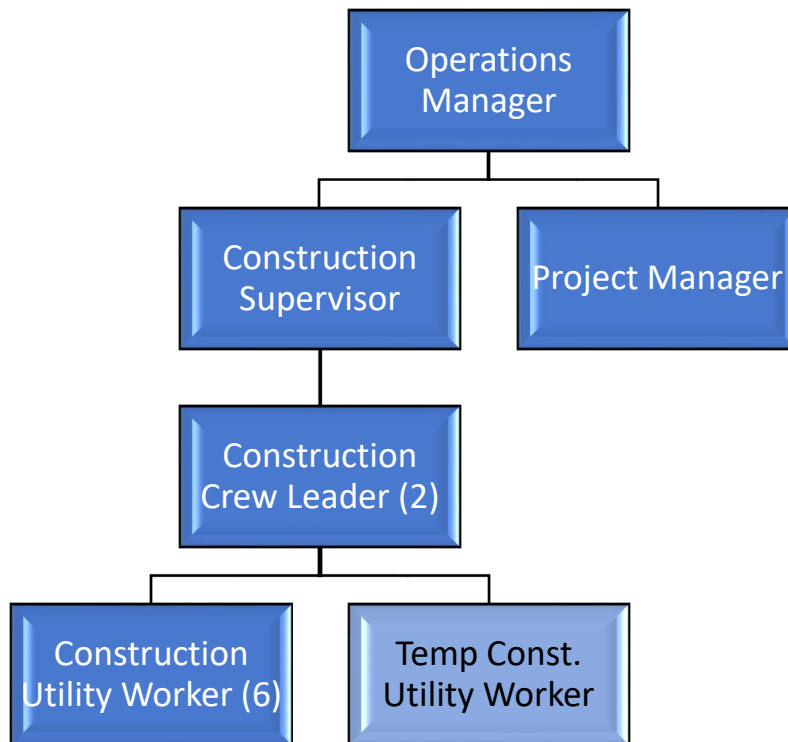 Operations
Manager
Construction
Supervisor
Project Manager
Construction
Crew Leader (2)
Construction
Utility Worker (6)
Temp Const.
Utility Worker